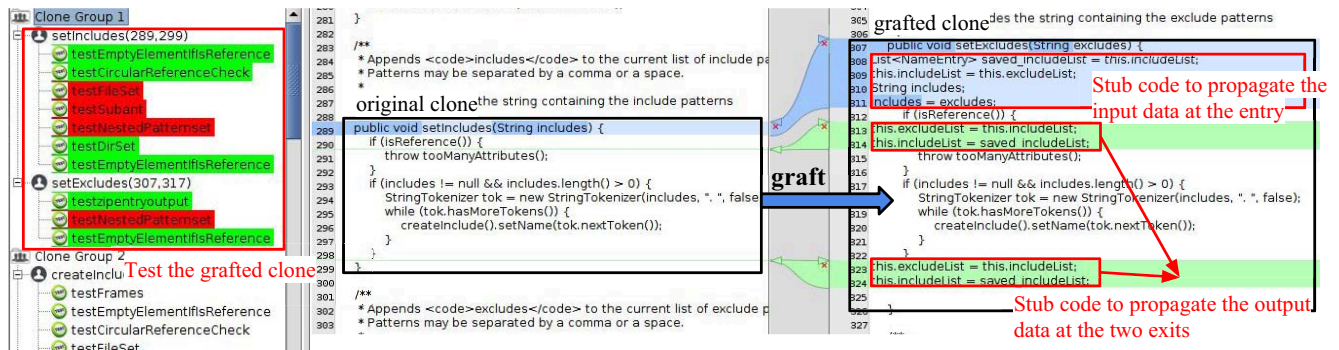 Clone Group 1
setIncludes(289,299)
testEmptyElementIfIsReference
testCircularReferenceCheck
testFileSet
testSubant
testNestedPatternset
testDirSet
testEmptyElementIfIsReference
setExcludes(307,317)
testzipentryoutput
testNestedPatternset
testEmptyElementIfIsReference
Clone Group 2
createInclu
testFrames
testEmptyElementIfIsReference
testCircularReferenceCheck
testFileSet
Test the grafted clone
281 }
282
283 /**
284 * Appends <code>includes</code> to the current list of include pa
285 * Patterns may be separated by a comma or a space.
286 *
287 the string containing the include patterns
original clone
288
289 public void setIncludes(String includes) {
290 if (isReference()) {
291 throw tooManyAttributes();
292 }
293 if (includes != null && includes.length() > 0) {
294 StringTokenizer tok = new StringTokenizer(includes, ", ", false);
295 while (tok.hasMoreTokens()) {
296 createInclude().setName(tok.nextToken());
297 }
298 }
299 }
300
301 /**
302 * Appends <code>excludes</code> to the current list of exclude p
303 * Patterns may be separated by a comma or a space.
graft
grafted clone
305 des the string containing the exclude patterns
306
307 public void setExcludes(String excludes) {
308 List<NameEntry> saved_includeList = this.includeList;
309 this.includeList = this.excludeList;
310 String includes;
311 includes = excludes;
312 if (isReference()) {
313 this.excludeList = this.includeList;
314 this.includeList = saved_includeList;
315 throw tooManyAttributes();
316 }
317 if (includes != null && includes.length() > 0) {
318 StringTokenizer tok = new StringTokenizer(includes, ", ", false);
319 while (tok.hasMoreTokens()) {
320 createInclude().setName(tok.nextToken());
321 }
322 }
323 this.excludeList = this.includeList;
324 this.includeList = saved_includeList;
325
326 }
327
Stub code to propagate the
input data at the entry
Stub code to propagate the output
data at the two exits